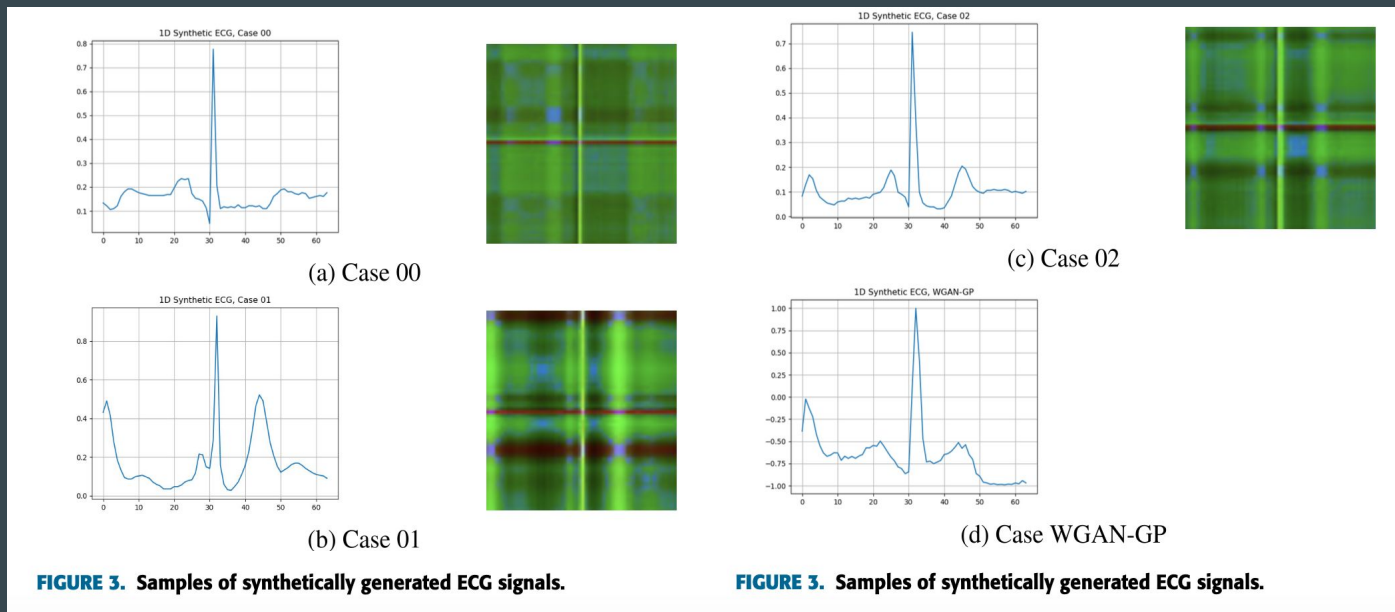 1D Synthetic ECG, Case 00
0.8
0.7
0.6
0.5
0.4
0.3
0.2
0.1
0 10 20 30 40 50 60
(a) Case 00
1D Synthetic ECG, Case 01
0.8
0.6
0.4
0.2
0.0
0 10 20 30 40 50 60
(b) Case 01
FIGURE 3. Samples of synthetically generated ECG signals.
1D Synthetic ECG, Case 02
0.7
0.6
0.5
0.4
0.3
0.2
0.1
0.0
0 10 20 30 40 50 60
(c) Case 02
1D Synthetic ECG, WGAN-GP
1.00
0.75
0.50
0.25
0.00
−0.25
−0.50
−0.75
−1.00
0 10 20 30 40 50 60
(d) Case WGAN-GP
FIGURE 3. Samples of synthetically generated ECG signals.